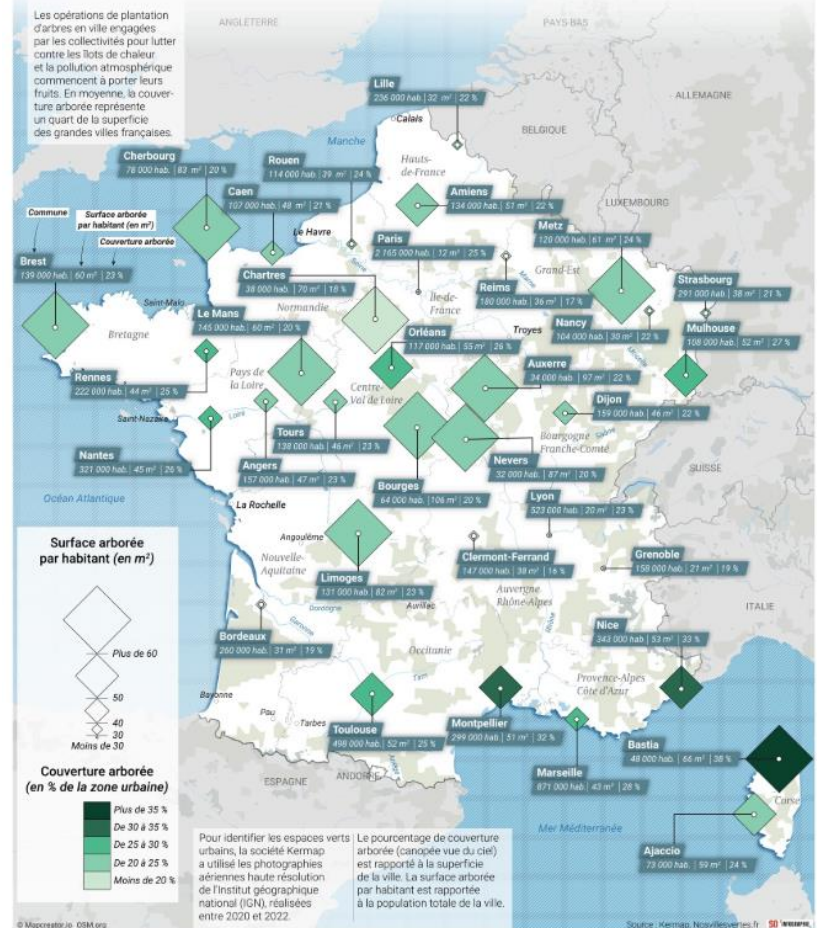 Les opérations de plantation
d'arbres en ville engagées
par les collectivités pour lutter
contre les îlots de chaleur
et la pollution atmosphérique
commencent à porter leurs
fruits. En moyenne, la couver-
ture arborée représente
un quart de la superficie
des grandes villes françaises.
ANGLETERRE
PAYS-BAS
ALLEMAGNE
BELGIQUE
LUXEMBOURG
SUISSE
ITALIE
ESPAGNE
ANDORRE
Manche
Océan Atlantique
Mer Méditerranée
Lille
236 000 hab. | 32 m² | 22 %
Calais
Hauts-
de-France
Cherbourg
78 000 hab. | 83 m² | 20 %
Rouen
114 000 hab. | 39 m² | 24 %
Caen
107 000 hab. | 48 m² | 21 %
Le Havre
Amiens
134 000 hab. | 51 m² | 22 %
Paris
2 165 000 hab. | 12 m² | 25 %
Metz
120 000 hab. | 61 m² | 24 %
Commune
Surface arborée
par habitant (en m²)
Couverture arborée
Brest
139 000 hab. | 60 m² | 23 %
Chartres
38 000 hab. | 70 m² | 18 %
Île-de-
France
Seine
Marne
Reims
180 000 hab. | 36 m² | 17 %
Grand-Est
Strasbourg
291 000 hab. | 38 m² | 21 %
Saint-Malo
Bretagne
Normandie
Le Mans
145 000 hab. | 60 m² | 20 %
Orléans
117 000 hab. | 55 m² | 26 %
Troyes
Nancy
104 000 hab. | 30 m² | 22 %
Moselle
Mulhouse
108 000 hab. | 52 m² | 27 %
Rennes
222 000 hab. | 44 m² | 25 %
Pays de
la Loire
Centre-
Val de Loire
Auxerre
34 000 hab. | 97 m² | 22 %
Dijon
159 000 hab. | 46 m² | 22 %
Saint-Nazaire
Loire
Tours
138 000 hab. | 46 m² | 23 %
Bourgogne
Franche-Comté
Saône
Nantes
321 000 hab. | 45 m² | 26 %
Angers
157 000 hab. | 47 m² | 23 %
Bourges
64 000 hab. | 106 m² | 20 %
Nevers
32 000 hab. | 87 m² | 20 %
Lyon
523 000 hab. | 20 m² | 23 %
La Rochelle
Angoulême
Nouvelle-
Aquitaine
Limoges
131 000 hab. | 82 m² | 23 %
Clermont-Ferrand
147 000 hab. | 38 m² | 16 %
Grenoble
158 000 hab. | 21 m² | 19 %
Auvergne
Rhône-Alpes
Dordogne
Aurillac
Garonne
Rhône
Bordeaux
260 000 hab. | 31 m² | 19 %
Occitanie
Tarn
Nice
343 000 hab. | 53 m² | 33 %
Provence-Alpes
Côte d'Azur
Bayonne
Pau
Tarbes
Ariège
Toulouse
498 000 hab. | 52 m² | 25 %
Montpellier
299 000 hab. | 51 m² | 32 %
Marseille
871 000 hab. | 43 m² | 28 %
Bastia
48 000 hab. | 66 m² | 38 %
Corse
Ajaccio
73 000 hab. | 59 m² | 24 %
Surface arborée
par habitant (en m²)
Plus de 60
50
40
30
Moins de 30
Couverture arborée
(en % de la zone urbaine)
Plus de 35 %
De 30 à 35 %
De 25 à 30 %
De 20 à 25 %
Moins de 20 %
Pour identifier les espaces verts
urbains, la société Kermap
a utilisé les photographies
aériennes haute résolution
de l'Institut géographique
national (IGN), réalisées
entre 2020 et 2022.
Le pourcentage de couverture
arborée (canopée vue du ciel)
est rapporté à la superficie
de la ville. La surface arborée
par habitant est rapportée
à la population totale de la ville.
© Mapcreator.io OSM.org
Source : Kermap, Nosvillesvertes.fr
SO INFOGRAPHIE